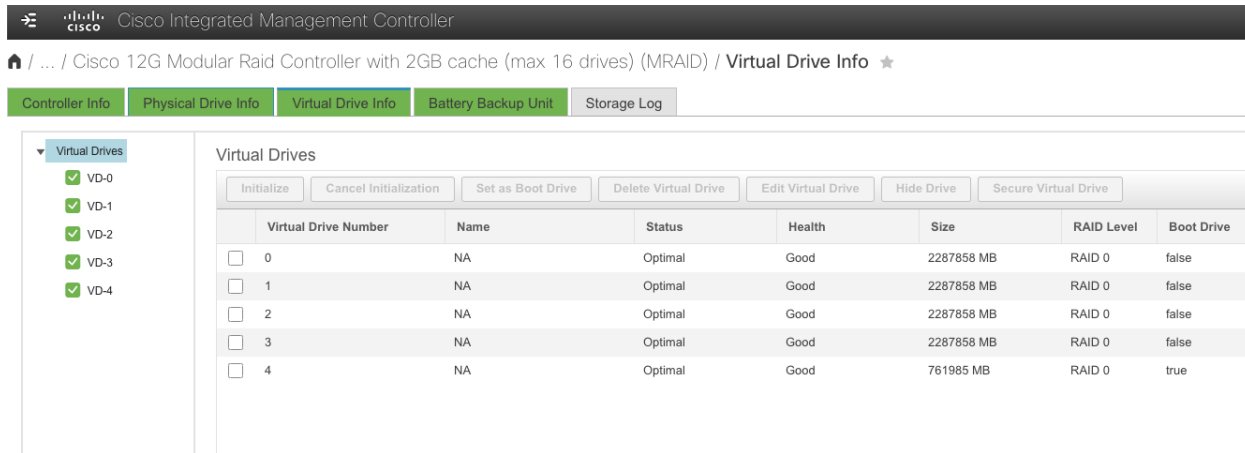 CISCO Cisco Integrated Management Controller
/ ... / Cisco 12G Modular Raid Controller with 2GB cache (max 16 drives) (MRAID) / Virtual Drive Info
Controller Info Physical Drive Info Virtual Drive Info Battery Backup Unit Storage Log
Virtual Drives
VD-0
VD-1
VD-2
VD-3
VD-4
Virtual Drives
Initialize Cancel Initialization Set as Boot Drive Delete Virtual Drive Edit Virtual Drive Hide Drive Secure Virtual Drive
Virtual Drive Number Name Status Health Size RAID Level Boot Drive
0 NA Optimal Good 2287858 MB RAID 0 false
1 NA Optimal Good 2287858 MB RAID 0 false
2 NA Optimal Good 2287858 MB RAID 0 false
3 NA Optimal Good 2287858 MB RAID 0 false
4 NA Optimal Good 761985 MB RAID 0 true